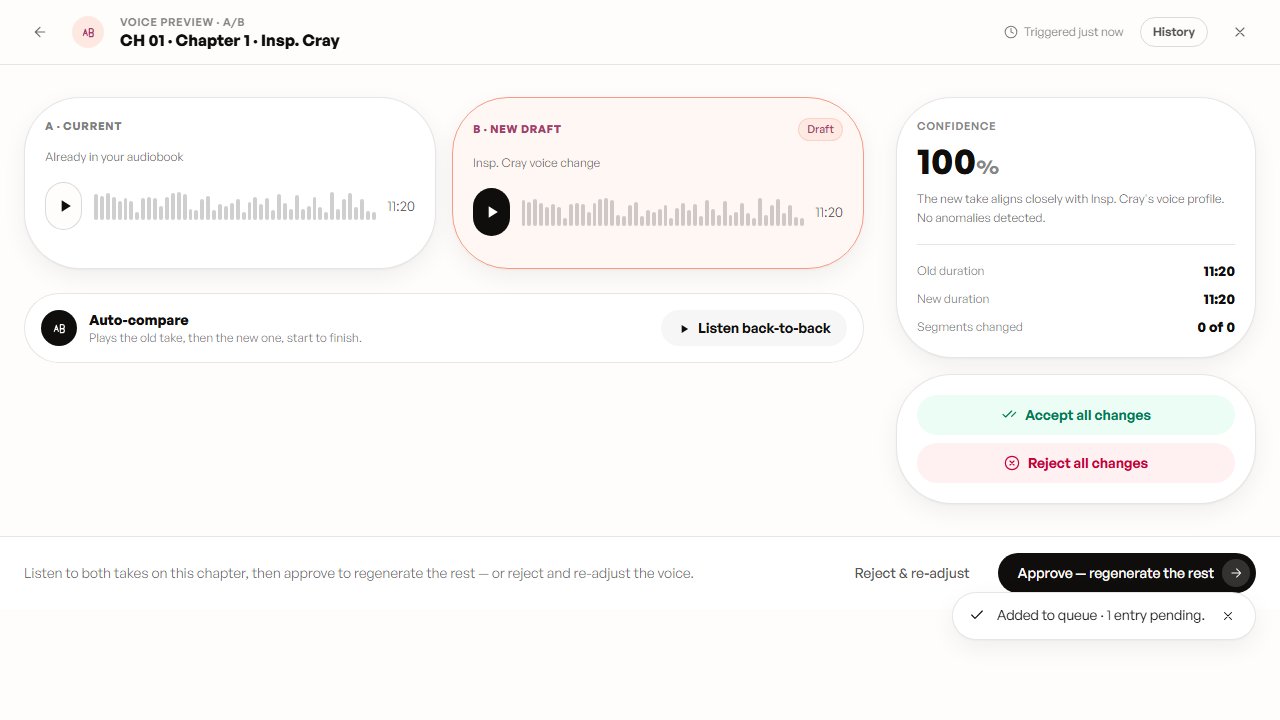 AB
VOICE PREVIEW · A/B
CH 01 · Chapter 1 · Insp. Cray
Triggered just now
History
A · CURRENT
Already in your audiobook
11:20
B · NEW DRAFT
Draft
Insp. Cray voice change
11:20
AB
Auto-compare
Plays the old take, then the new one, start to finish.
Listen back-to-back
CONFIDENCE
100%
The new take aligns closely with Insp. Cray's voice profile.
No anomalies detected.
Old duration 11:20
New duration 11:20
Segments changed 0 of 0
Accept all changes
Reject all changes
Listen to both takes on this chapter, then approve to regenerate the rest — or reject and re-adjust the voice.
Reject & re-adjust
Approve — regenerate the rest
Added to queue · 1 entry pending.